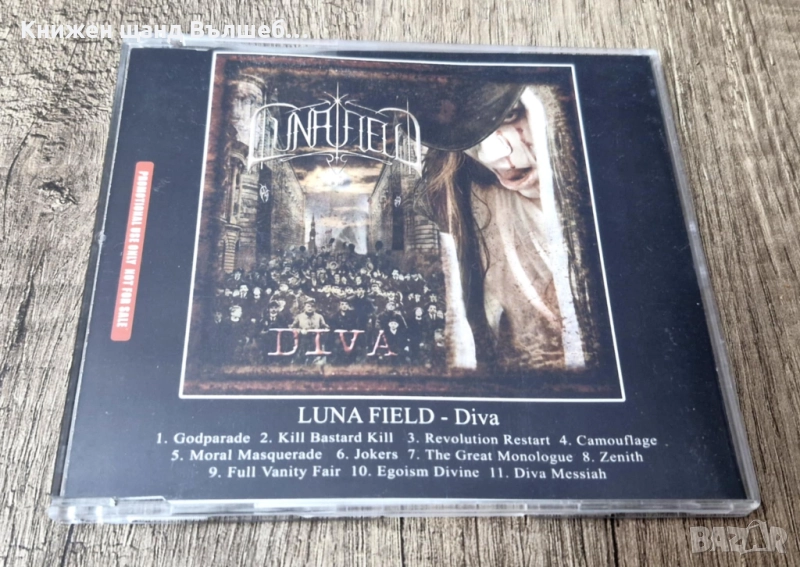 Книжен щанд Вълшеб...
LUNA FIELD
DIVA
PROMOTIONAL USE ONLY NOT FOR SALE
LUNA FIELD - Diva
1. Godparade 2. Kill Bastard Kill 3. Revolution Restart 4. Camouflage
5. Moral Masquerade 6. Jokers 7. The Great Monologue 8. Zenith
9. Full Vanity Fair 10. Egoism Divine 11. Diva Messiah
BAZAR